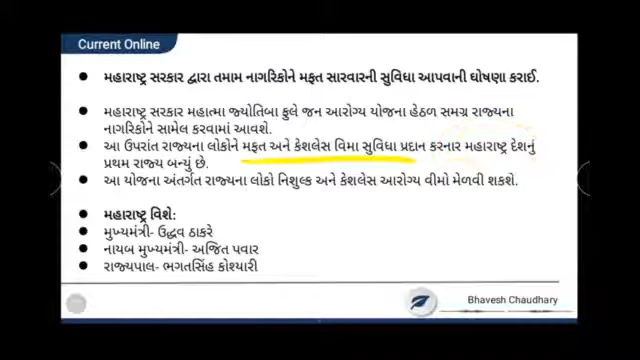 Current Online
મહારાષ્ટ્ર સરકાર દ્વારા તમામ નાગરિકોને મફત સારવારની સુવિધા આપવાની ઘોષણા કરાઈ.
મહારાષ્ટ્ર સરકાર મહાત્મા જ્યોતિબા ફુલે જન આરોગ્ય યોજના હેઠળ સમગ્ર રાજ્યના
નાગરિકોને સામેલ કરવામાં આવશે.
આ ઉપરાંત રાજ્યના લોકોને મફત અને કેશલેસ વિમા સુવિધા પ્રદાન કરનાર મહારાષ્ટ્ર દેશનું
પ્રથમ રાજ્ય બન્યું છે.
આ યોજના અંતર્ગત રાજ્યના લોકો નિશુલ્ક અને કેશલેસ આરોગ્ય વીમો મેળવી શકશે.
મહારાષ્ટ્ર વિશે:
મુખ્યમંત્રી- ઉદ્ધવ ઠાકરે
નાયબ મુખ્યમંત્રી- અજિત પવાર
રાજ્યપાલ- ભગતસિંહ કોશ્યારી
Bhavesh Chaudhary